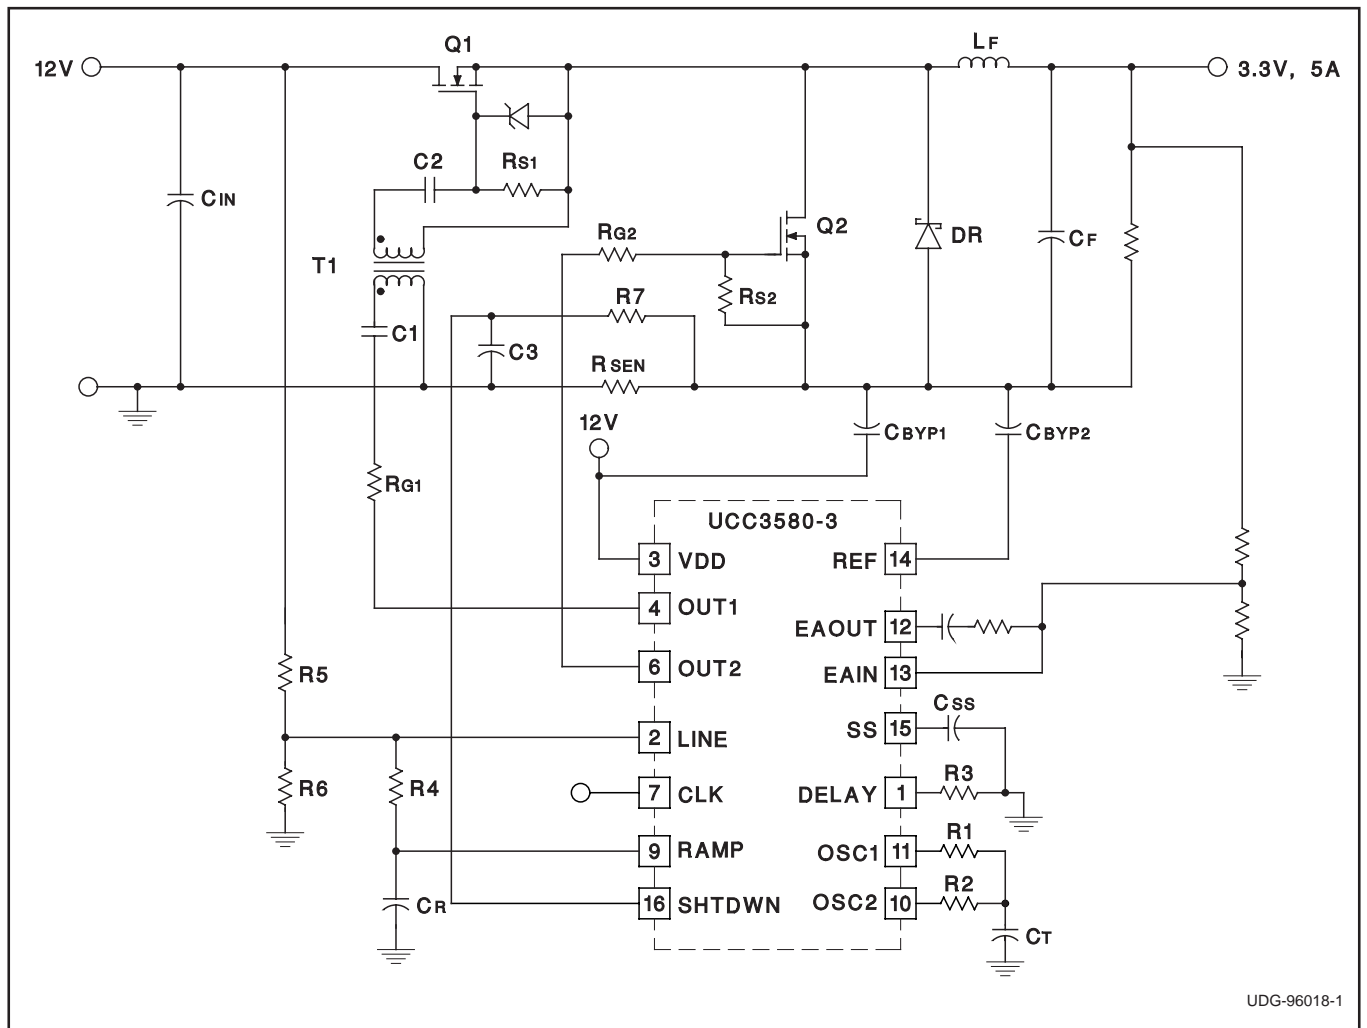 Q1
LF
12V
3.3V, 5A
C2
RS1
CIN
RG2
Q2
DR
CF
T1
RS2
R7
C1
C3
RSEN
12V
CBYP1
CBYP2
RG1
UCC3580-3
3 VDD
REF 14
4 OUT1
EAOUT 12
6 OUT2
EAIN 13
R5
CSS
2 LINE
SS 15
R6
R4
7 CLK
DELAY 1
R3
9 RAMP
OSC1 11
R1
16 SHTDWN
OSC2 10
R2
CR
CT
UDG-96018-1